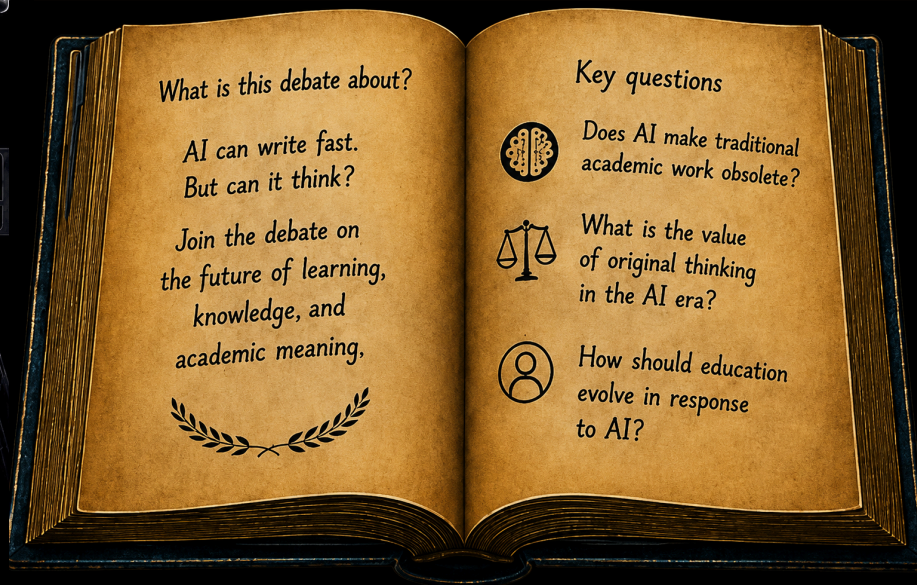 What is this debate about?
AI can write fast.
But can it think?
Join the debate on
the future of learning,
knowledge, and
academic meaning,
Key questions
Does AI make traditional
academic work obsolete?
What is the value
of original thinking
in the AI era?
How should education
evolve in response
to AI?